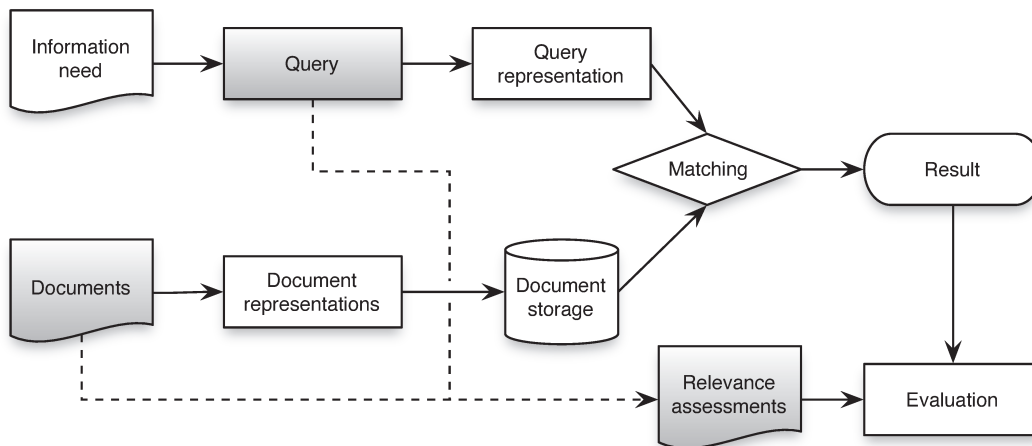 Information
need
Query
Query
representation
Matching
Result
Documents
Document
representations
Document
storage
Relevance
assessments
Evaluation